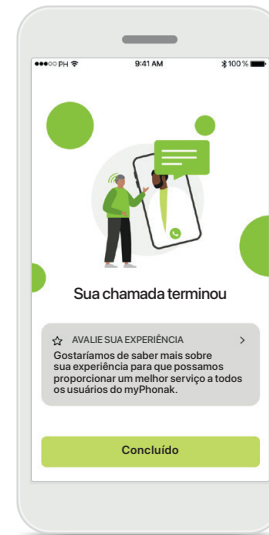 PH 9:41 AM 100 %
Sua chamada terminou
AVALIE SUA EXPERIÊNCIA
Gostaríamos de saber mais sobre
sua experiência para que possamos
proporcionar um melhor serviço a todos
os usuários do myPhonak.
Concluído